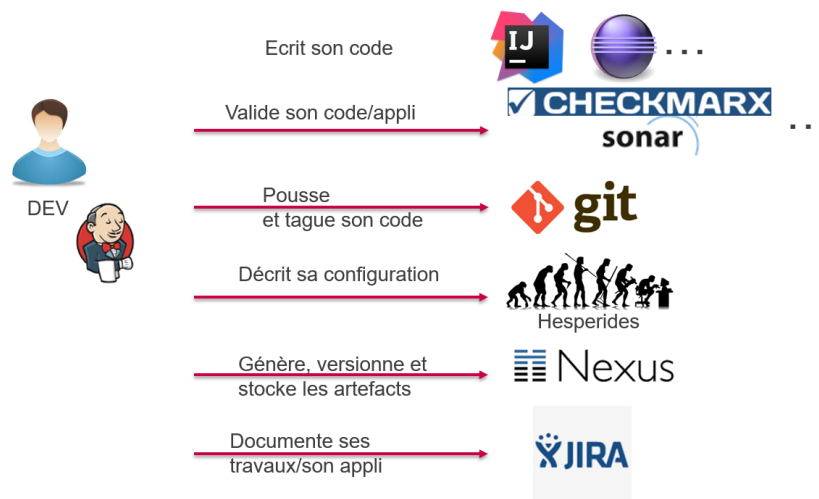 Ecrit son code
IJ
...
Valide son code/appli
CHECKMARX
sonar
..
DEV
Pousse
et tague son code
git
Décrit sa configuration
Hesperides
Génère, versionne et
stocke les artefacts
Nexus
Documente ses
travaux/son appli
JIRA